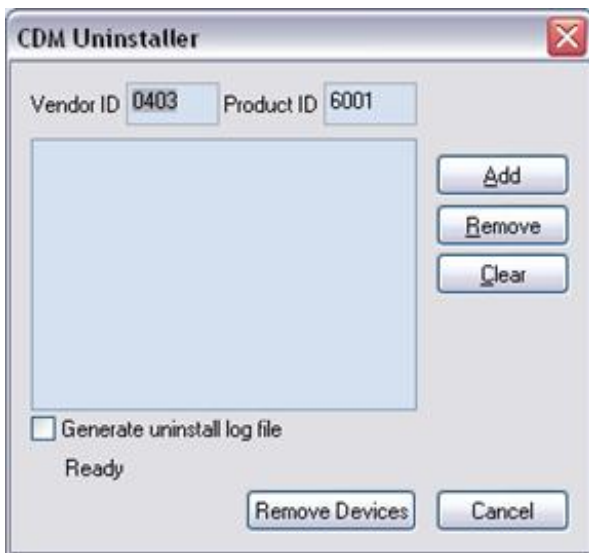 CDM Uninstaller
Vendor ID 0403 Product ID 6001
Add
Remove
Clear
Generate uninstall log file
Ready
Remove Devices Cancel